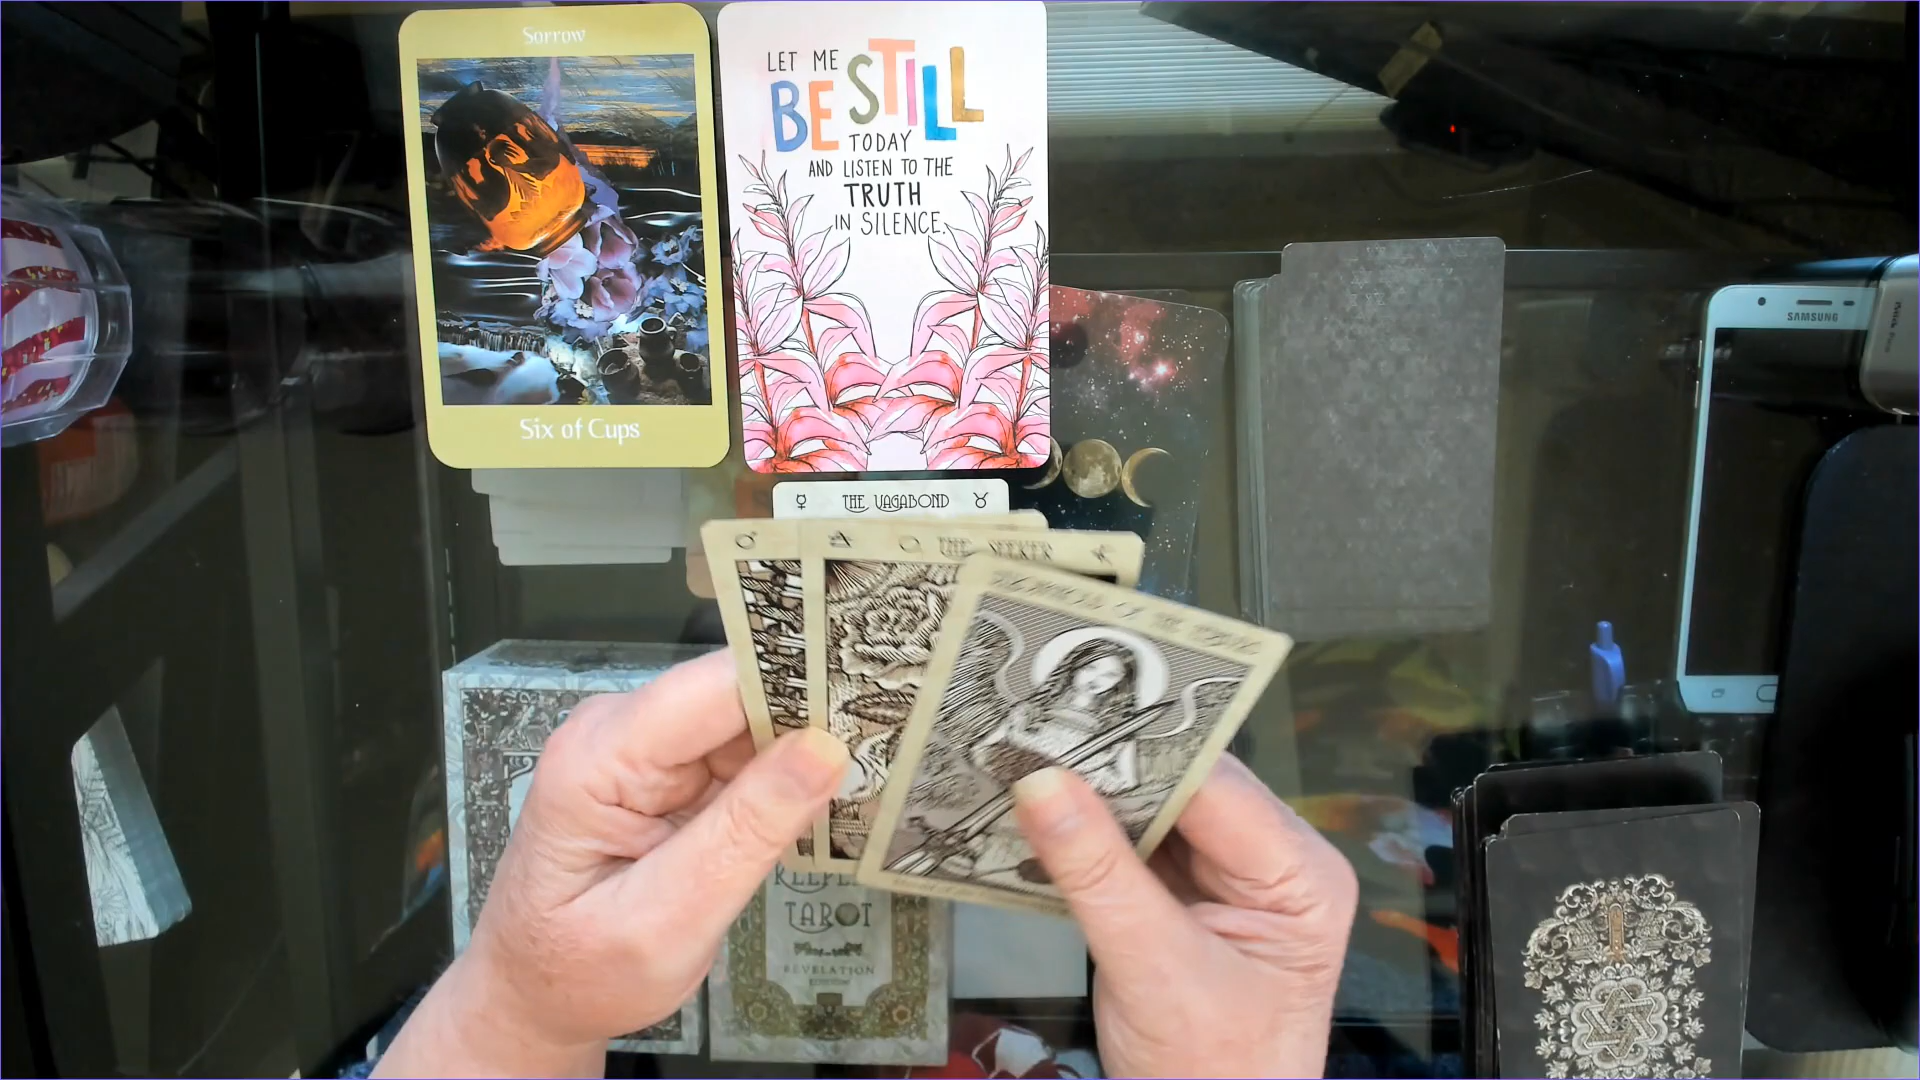 Sorrow
Six of Cups
LET ME
BE STILL
TODAY
AND LISTEN TO THE
TRUTH
IN SILENCE.
THE VAGABOND
THE SEEKER
SAMSUNG
TAROT
REVELATION
EDITION